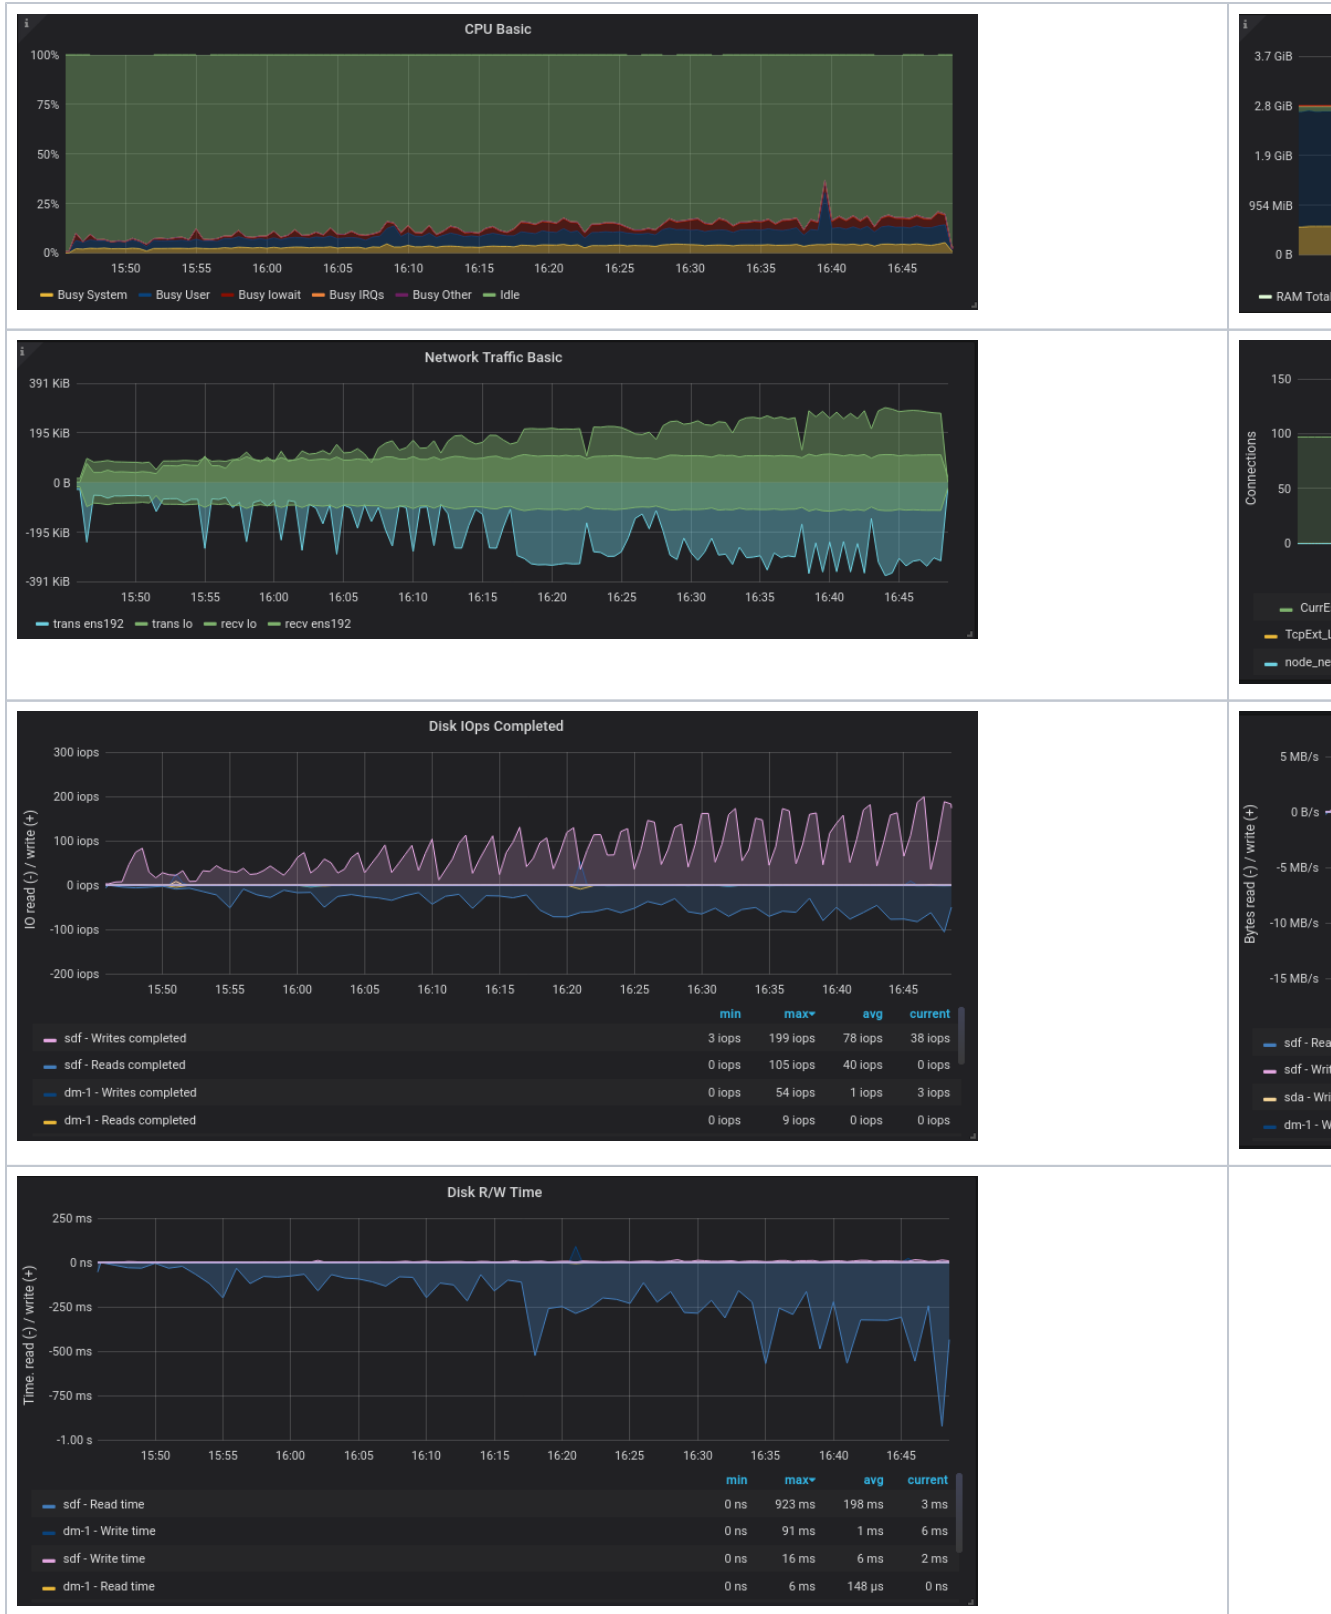 CPU Basic
100%
75%
50%
25%
0%
15:50 15:55 16:00 16:05 16:10 16:15 16:20 16:25 16:30 16:35 16:40 16:45
Busy System Busy User Busy Iowait Busy IRQs Busy Other Idle
3.7 GiB
2.8 GiB
1.9 GiB
954 MiB
0 B
RAM Total
Network Traffic Basic
391 KiB
195 KiB
0 B
-195 KiB
-391 KiB
15:50 15:55 16:00 16:05 16:10 16:15 16:20 16:25 16:30 16:35 16:40 16:45
trans ens192 trans lo recv lo recv ens192
Connections
150
100
50
0
CurrE
TcpExt_L
node_ne
Disk IOps Completed
IO read (-) / write (+)
300 iops
200 iops
100 iops
0 iops
-100 iops
-200 iops
15:50 15:55 16:00 16:05 16:10 16:15 16:20 16:25 16:30 16:35 16:40 16:45
min max avg current
sdf - Writes completed 3 iops 199 iops 78 iops 38 iops
sdf - Reads completed 0 iops 105 iops 40 iops 0 iops
dm-1 - Writes completed 0 iops 54 iops 1 iops 3 iops
dm-1 - Reads completed 0 iops 9 iops 0 iops 0 iops
Bytes read (-) / write (+)
5 MB/s
0 B/s
-5 MB/s
-10 MB/s
-15 MB/s
sdf - Rea
sdf - Writ
sda - Wri
dm-1 - W
Disk R/W Time
Time. read (-) / write (+)
250 ms
0 ns
-250 ms
-500 ms
-750 ms
-1.00 s
15:50 15:55 16:00 16:05 16:10 16:15 16:20 16:25 16:30 16:35 16:40 16:45
min max avg current
sdf - Read time 0 ns 923 ms 198 ms 3 ms
dm-1 - Write time 0 ns 91 ms 1 ms 6 ms
sdf - Write time 0 ns 16 ms 6 ms 2 ms
dm-1 - Read time 0 ns 6 ms 148 µs 0 ns